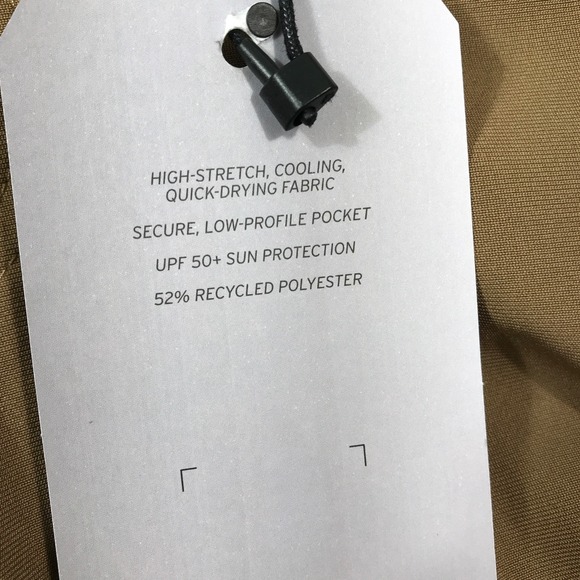 HIGH-STRETCH, COOLING,
QUICK-DRYING FABRIC
SECURE, LOW-PROFILE POCKET
UPF 50+ SUN PROTECTION
52% RECYCLED POLYESTER